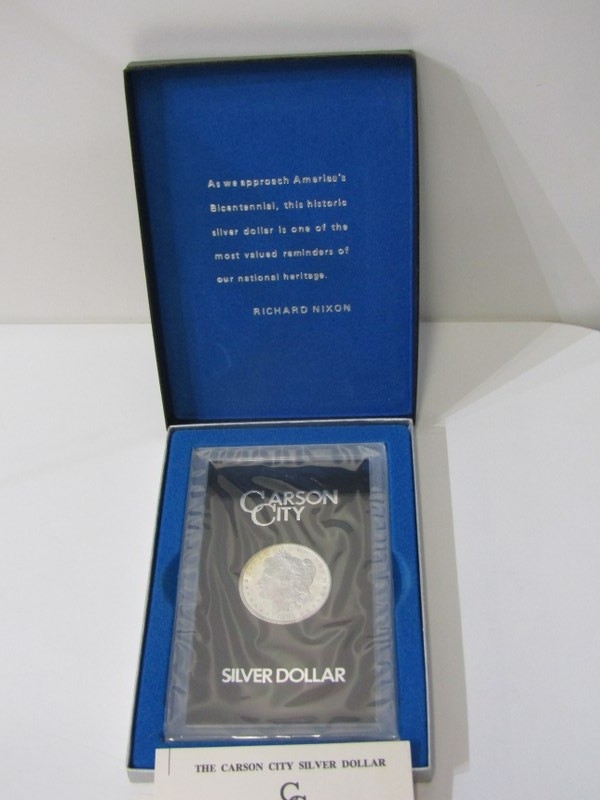 As we approach America's
Bicentennial, this historic
silver dollar is one of the
most valued reminders of
our national heritage.
RICHARD NIXON
CARSON
CITY
SILVER DOLLAR
THE CARSON CITY SILVER DOLLAR
CC